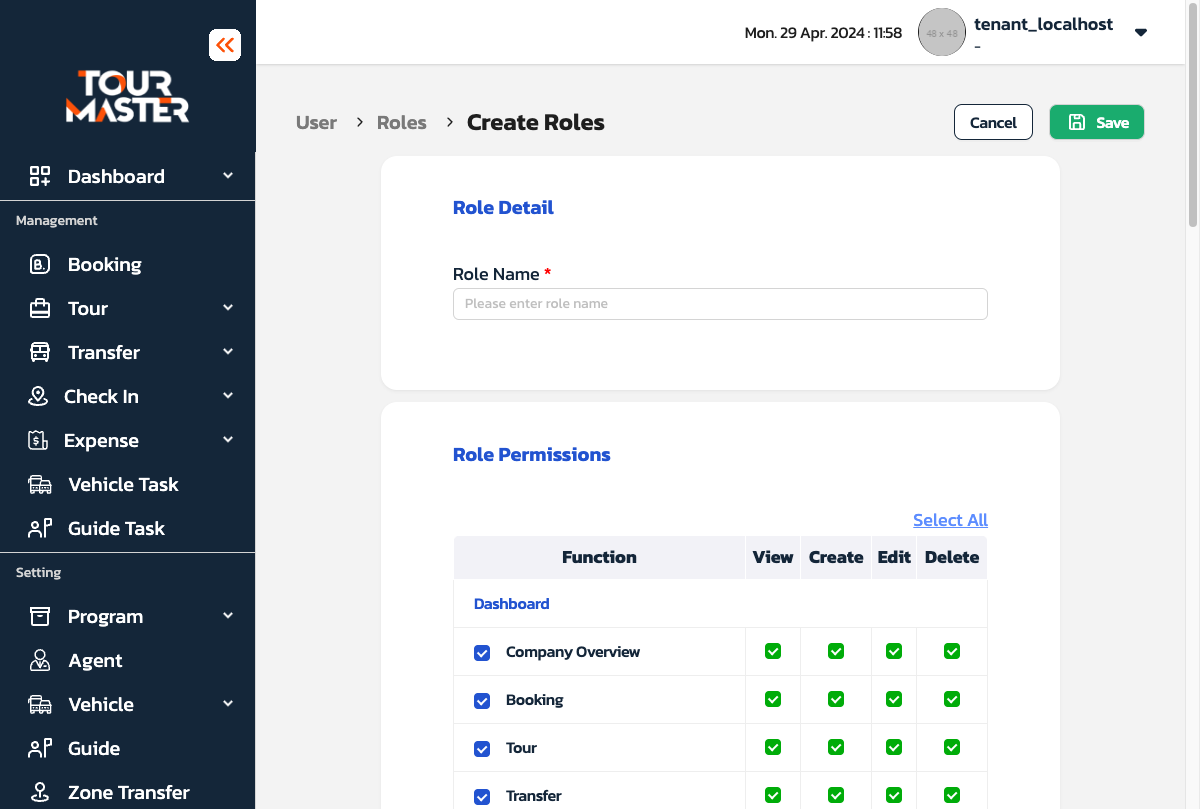 Mon. 29 Apr. 2024 : 11:58
48 x 48
tenant_localhost
-
TOUR
MASTER
User > Roles > Create Roles
Cancel
Save
Dashboard
Management
Booking
Tour
Transfer
Check In
Expense
Vehicle Task
Guide Task
Setting
Program
Agent
Vehicle
Guide
Zone Transfer
Role Detail
Role Name *
Please enter role name
Role Permissions
Select All
Function View Create Edit Delete
Dashboard
Company Overview
Booking
Tour
Transfer